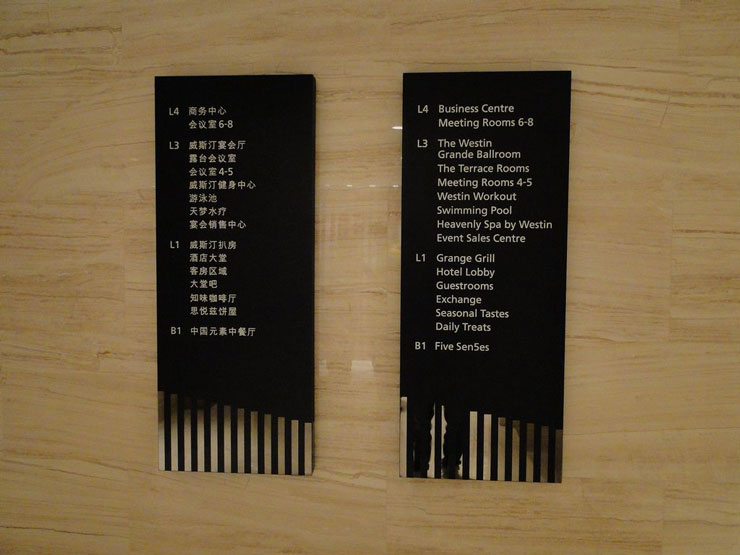 L4 商务中心
会议室 6-8
L3 威斯汀宴会厅
露台会议室
会议室 4-5
威斯汀健身中心
游泳池
天梦水疗
宴会销售中心
L1 威斯汀扒房
酒店大堂
客房区域
大堂吧
知味咖啡厅
思悦兹饼屋
B1 中国元素中餐厅
L4 Business Centre
Meeting Rooms 6-8
L3 The Westin
Grande Ballroom
The Terrace Rooms
Meeting Rooms 4-5
Westin Workout
Swimming Pool
Heavenly Spa by Westin
Event Sales Centre
L1 Grange Grill
Hotel Lobby
Guestrooms
Exchange
Seasonal Tastes
Daily Treats
B1 Five Sen5es